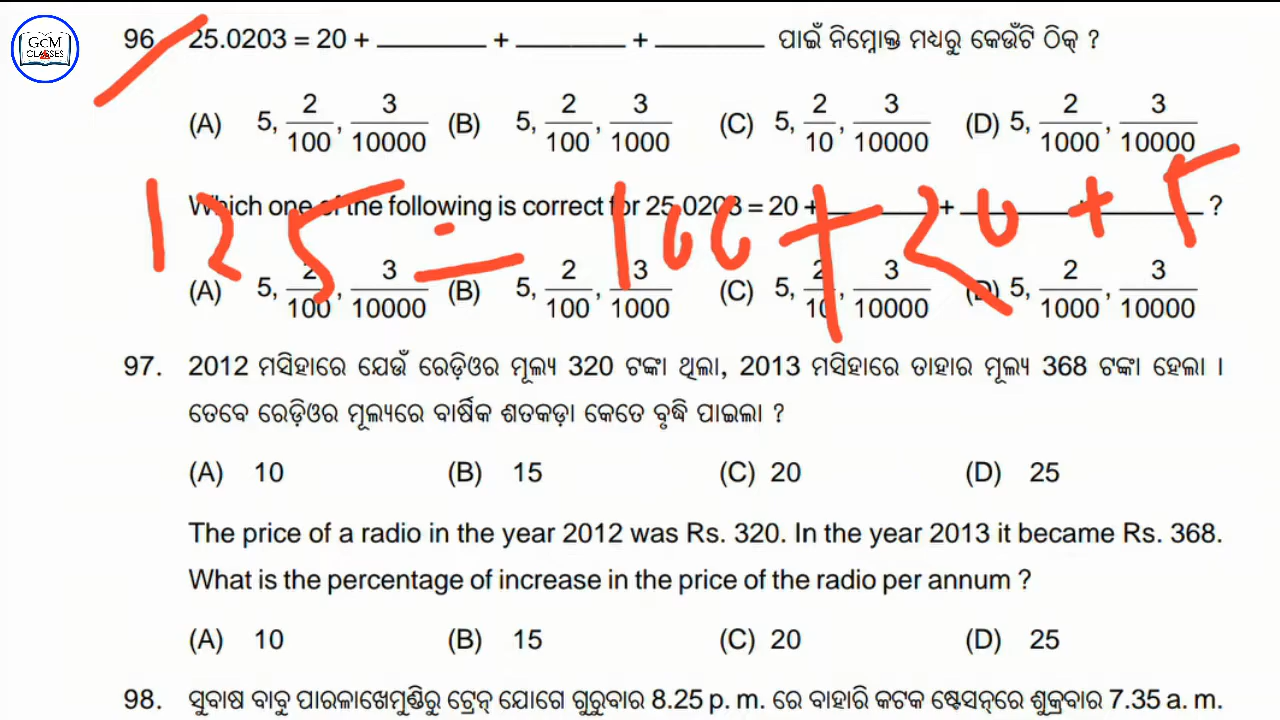 GCM
CLASSES
96 25.0203 = 20 + ________ + ________ + ________ ପାଇଁ ନିମ୍ନୋକ୍ତ ମଧ୍ୟରୁ କେଉଁଟି ଠିକ୍ ?
(A) 5, 2/100, 3/10000 (B) 5, 2/100, 3/1000 (C) 5, 2/10, 3/10000 (D) 5, 2/1000, 3/10000
Which one of the following is correct for 25.0203 = 20 + ________ + ________ + ________ ?
125 = 100 + 20 + 5
(A) 5, 2/100, 3/10000 (B) 5, 2/100, 3/1000 (C) 5, 2/10, 3/10000 (D) 5, 2/1000, 3/10000
97. 2012 ମସିହାରେ ଯେଉଁ ରେଡ଼ିଓର ମୂଲ୍ୟ 320 ଟଙ୍କା ଥିଲା, 2013 ମସିହାରେ ତାହାର ମୂଲ୍ୟ 368 ଟଙ୍କା ହେଲା ।
ତେବେ ରେଡ଼ିଓର ମୂଲ୍ୟରେ ବାର୍ଷିକ ଶତକଡ଼ା କେତେ ବୃଦ୍ଧି ପାଇଲା ?
(A) 10 (B) 15 (C) 20 (D) 25
The price of a radio in the year 2012 was Rs. 320. In the year 2013 it became Rs. 368.
What is the percentage of increase in the price of the radio per annum ?
(A) 10 (B) 15 (C) 20 (D) 25
98. ସୁବାଷ ବାବୁ ପାରଳାଖେମୁଣ୍ଡିରୁ ଟ୍ରେନ୍ ଯୋଗେ ଗୁରୁବାର 8.25 p. m. ରେ ବାହାରି କଟକ ଷ୍ଟେସନ୍‌ରେ ଶୁକ୍ରବାର 7.35 a. m.